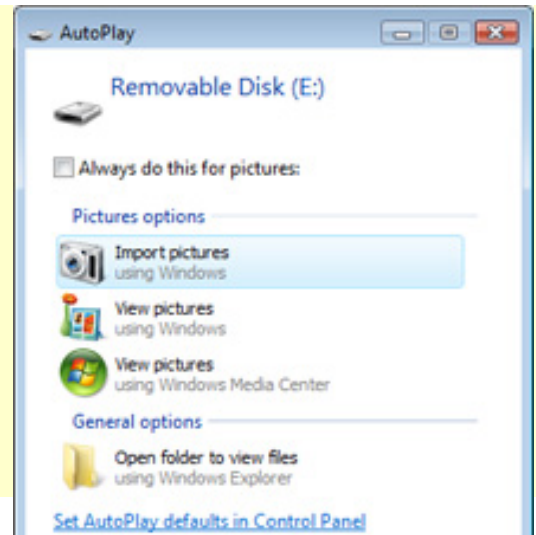 AutoPlay
Removable Disk (E:)
Always do this for pictures:
Pictures options
Import pictures
using Windows
View pictures
using Windows
View pictures
using Windows Media Center
General options
Open folder to view files
using Windows Explorer
Set AutoPlay defaults in Control Panel